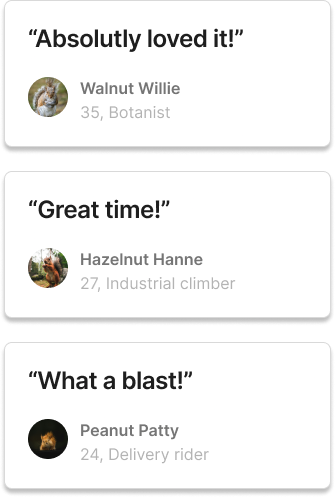 “Absolutly loved it!”
Walnut Willie
35, Botanist
“Great time!”
Hazelnut Hanne
27, Industrial climber
“What a blast!”
Peanut Patty
24, Delivery rider